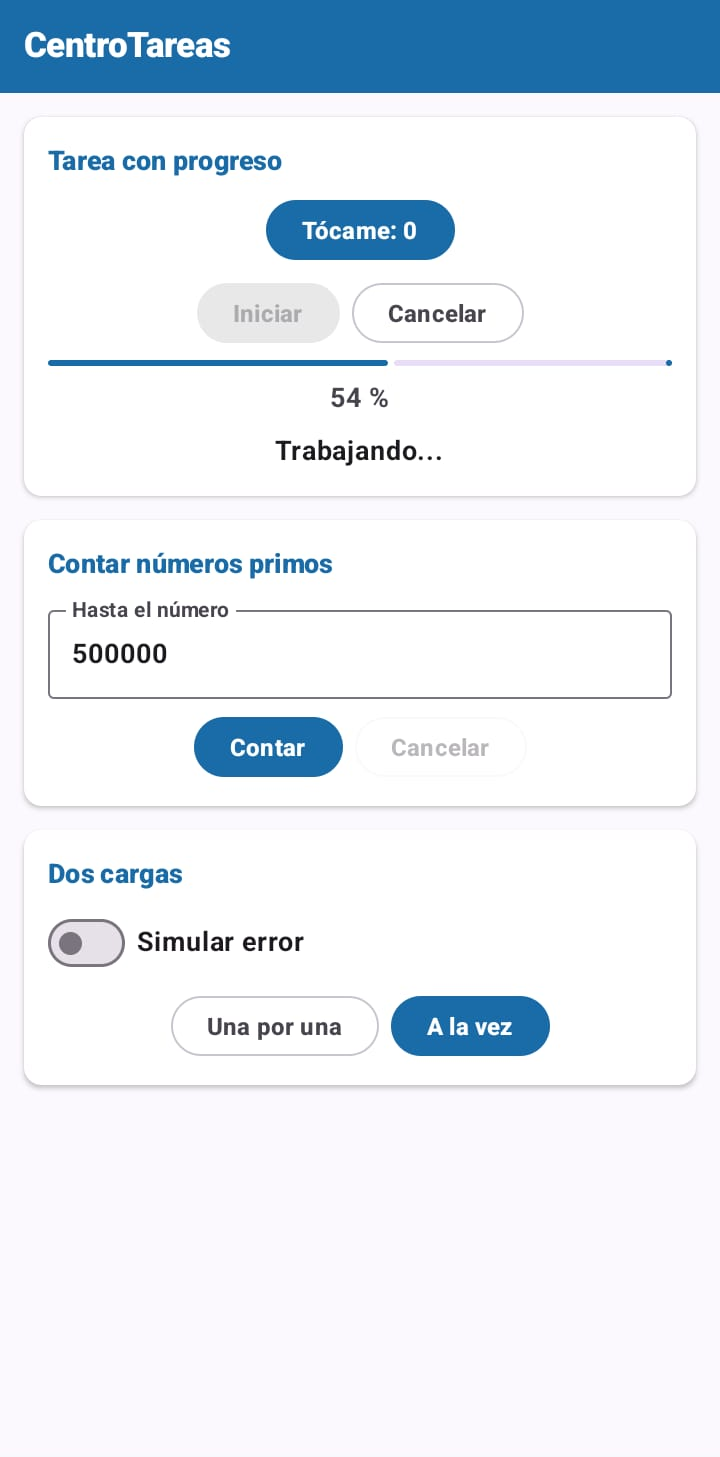 CentroTareas
Tarea con progreso
Tócame: 0
Iniciar Cancelar
54 %
Trabajando...
Contar números primos
Hasta el número
500000
Contar Cancelar
Dos cargas
Simular error
Una por una A la vez